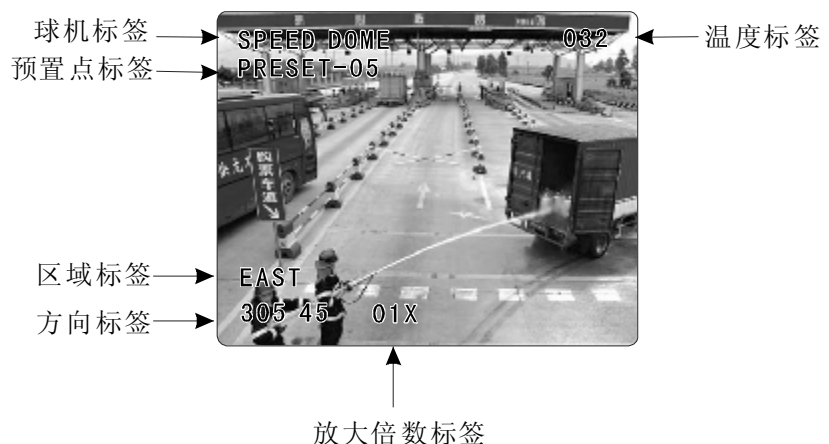 球机标签
SPEED DOME
032
温度标签
预置点标签
PRESET-05
区域标签
EAST
方向标签
305 45
01X
放大倍数标签